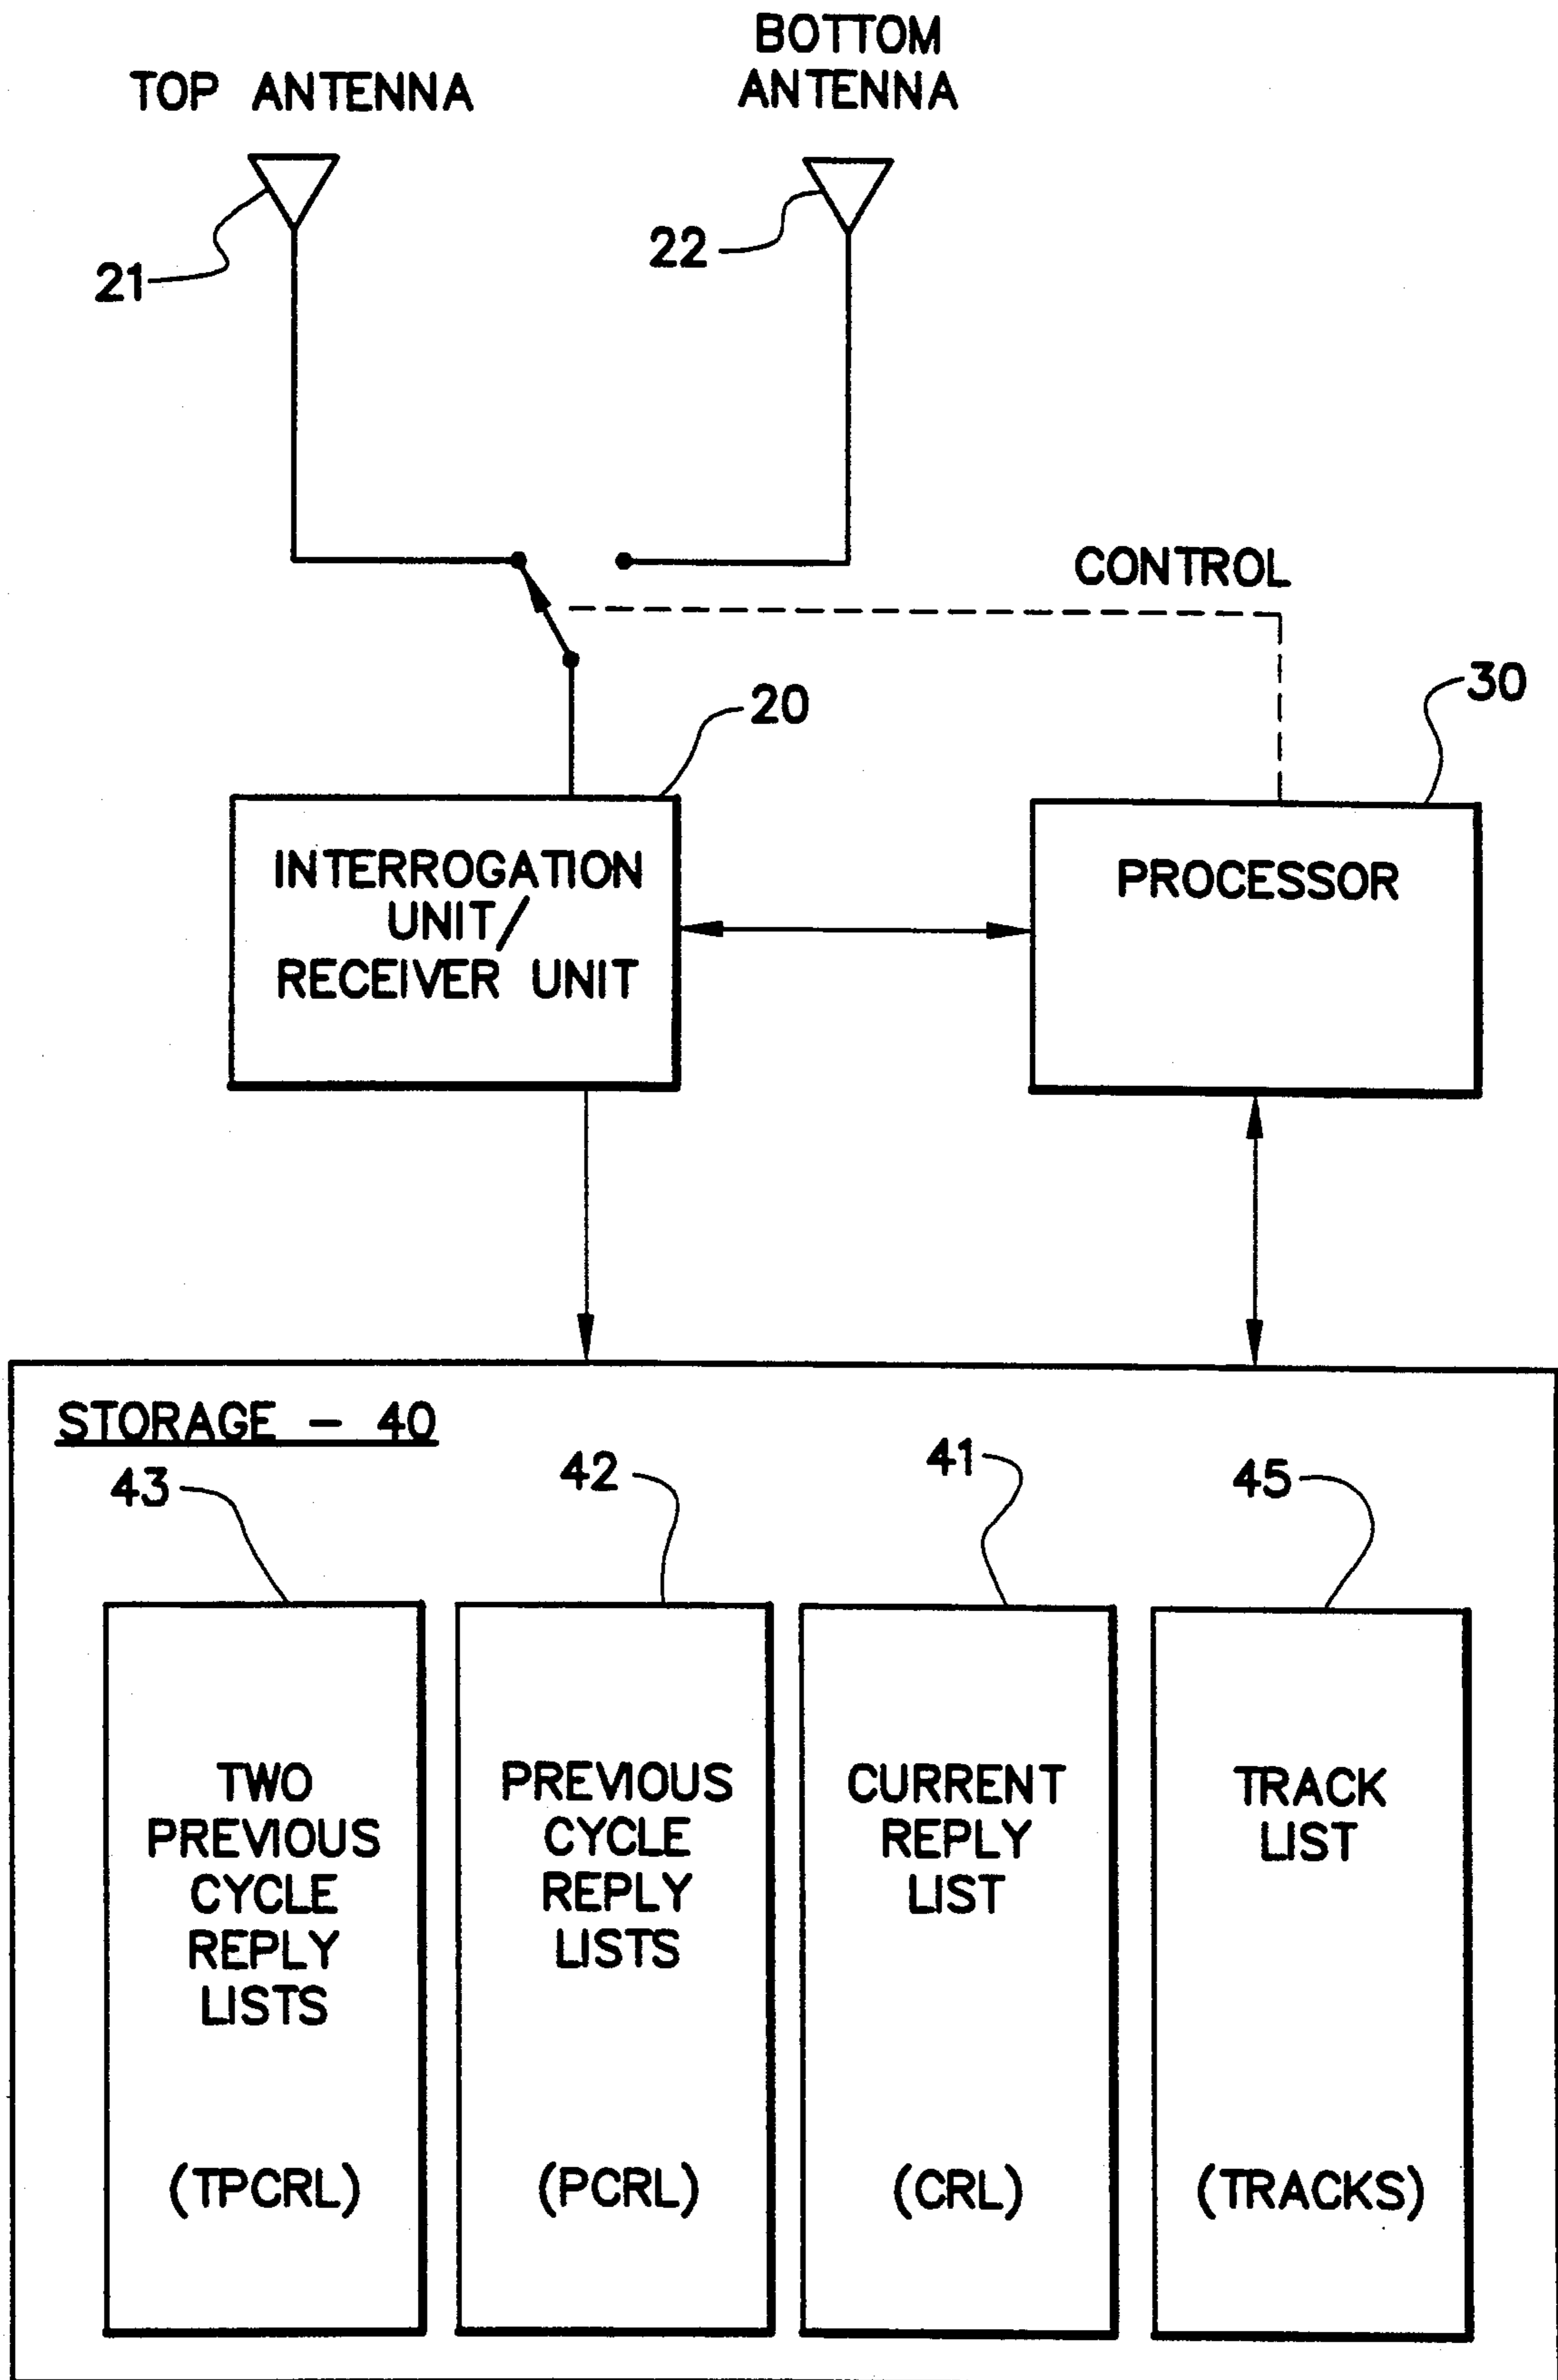 BOTTOM
TOP ANTENNA
ANTENNA
21
22
CONTROL
20
30
INTERROGATION
UNIT/
RECEIVER UNIT
PROCESSOR
STORAGE - 40
43
42
41
45
TWO
PREVIOUS
CYCLE
REPLY
LISTS
(TPCRL)
PREVIOUS
CYCLE
REPLY
LISTS
(PCRL)
CURRENT
REPLY
LIST
(CRL)
TRACK
LIST
(TRACKS)